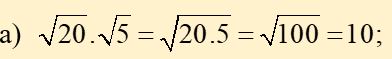 a) √20.√5 = √20.5 = √100 = 10;